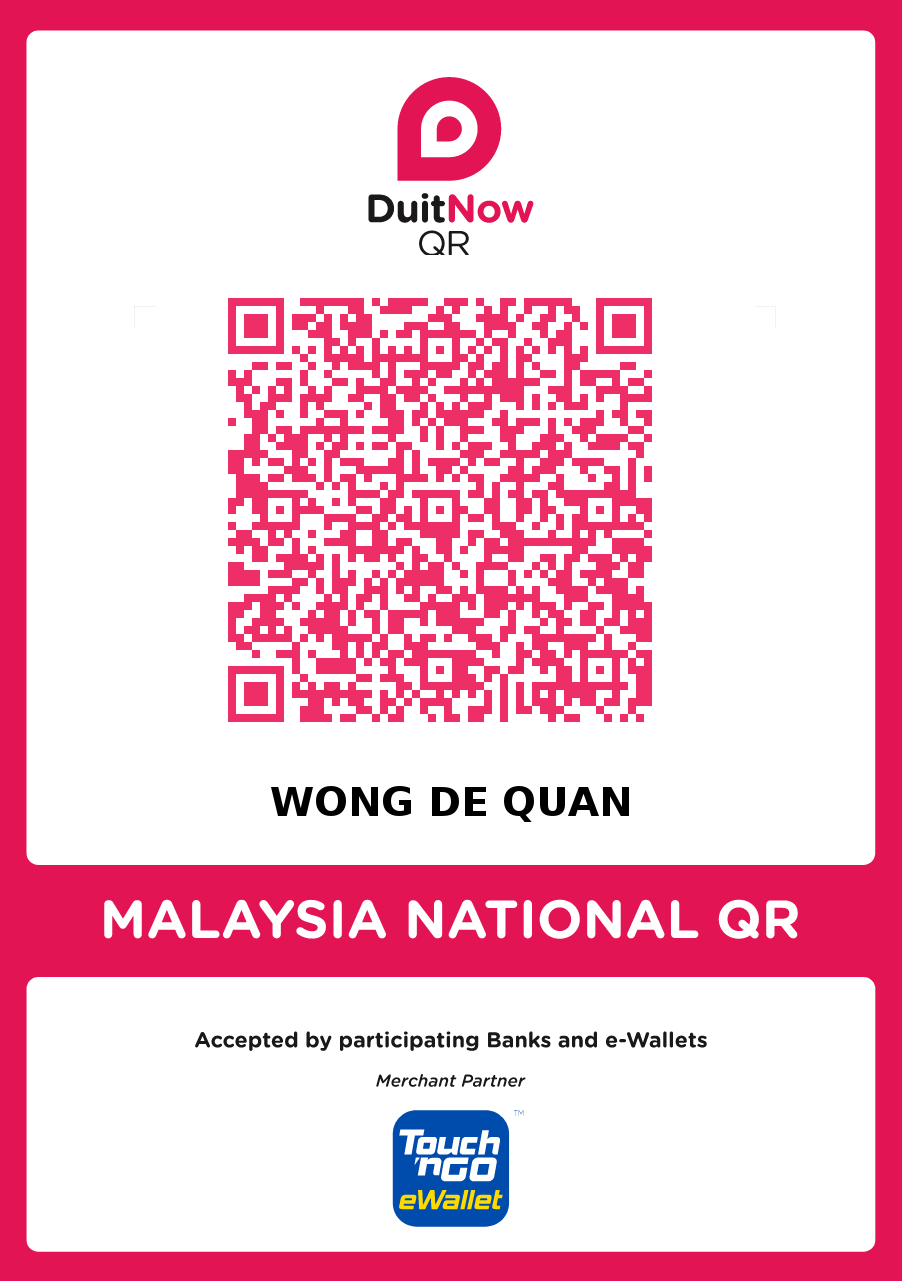 DuitNow
QR
WONG DE QUAN
MALAYSIA NATIONAL QR
Accepted by participating Banks and e-Wallets
Merchant Partner
TM
Touch
'nGO
eWallet